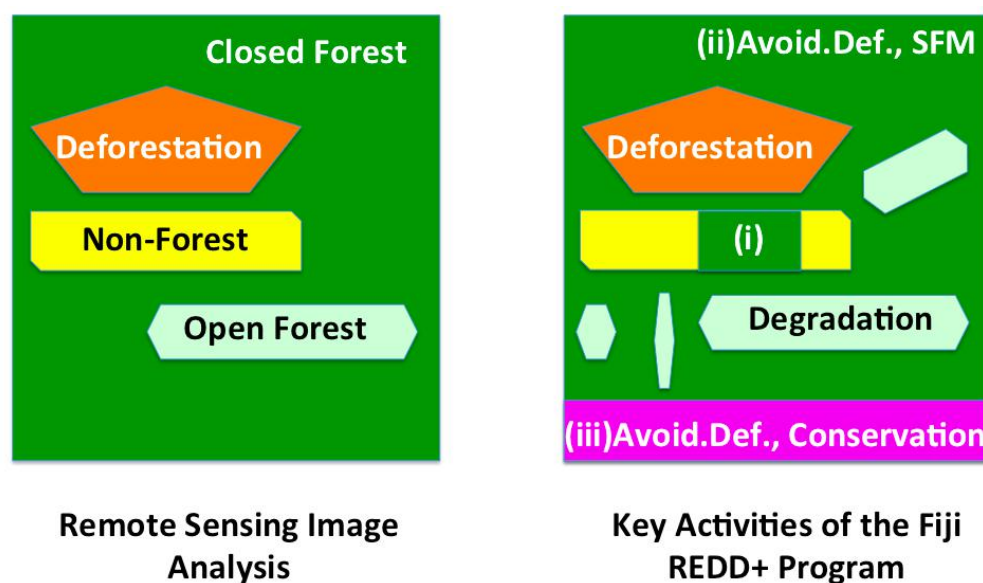 Closed Forest
Deforestation
Non-Forest
Open Forest
Remote Sensing Image
Analysis
(ii)Avoid.Def., SFM
Deforestation
(i)
Degradation
(iii)Avoid.Def., Conservation
Key Activities of the Fiji
REDD+ Program